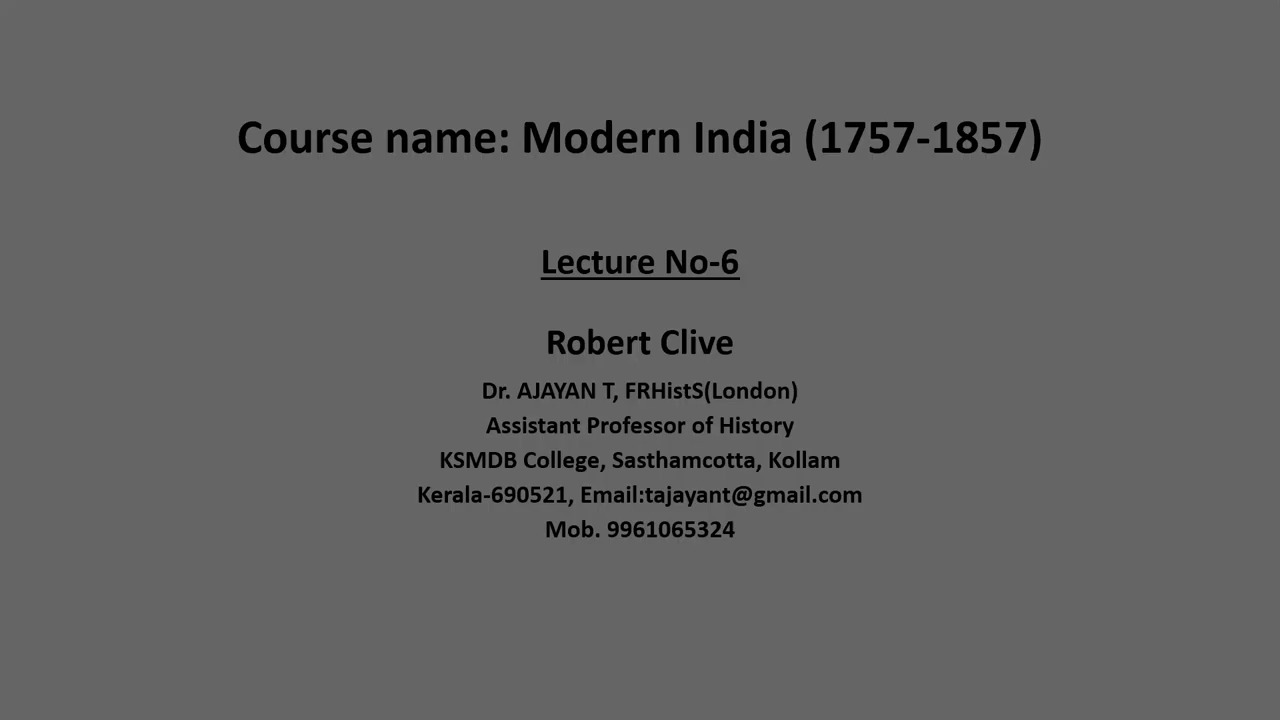 Course name: Modern India (1757-1857)
Lecture No-6
Robert Clive
Dr. AJAYAN T, FRHistS(London)
Assistant Professor of History
KSMDB College, Sasthamcotta, Kollam
Kerala-690521, Email:tajayant@gmail.com
Mob. 9961065324